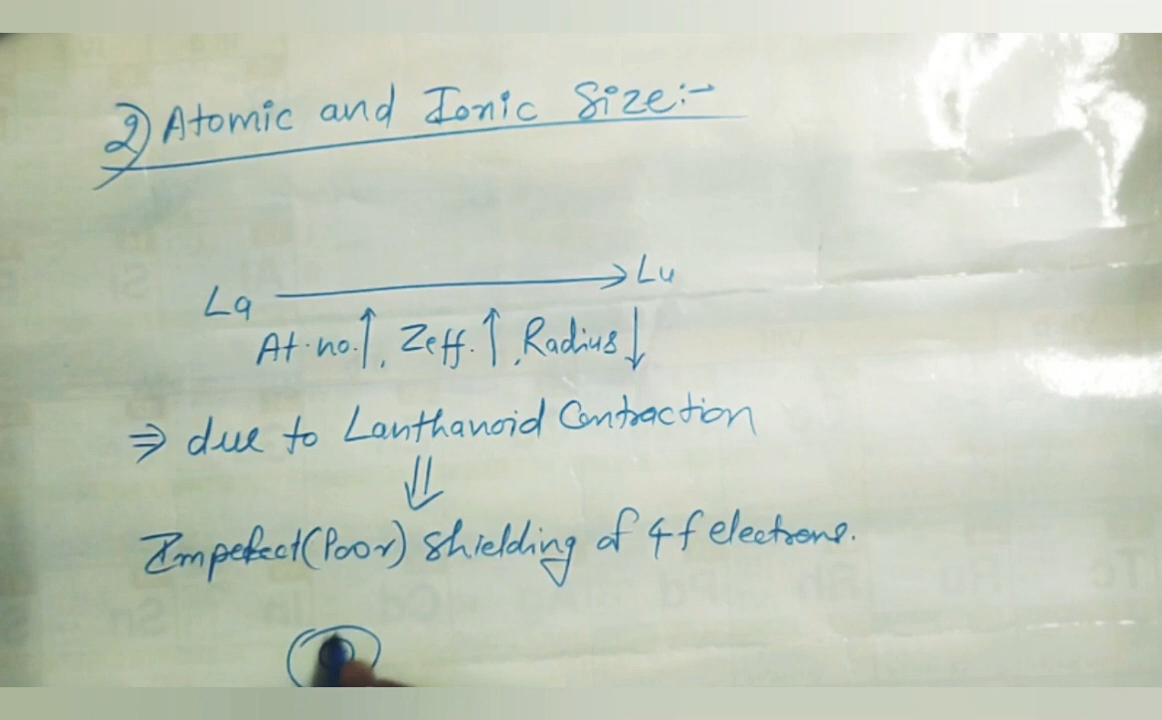 2) Atomic and Ionic Size:-
La → Lu
At.no.↑, Zeff.↑, Radius↓
⇒ due to Lanthanoid Contraction
⇓
Impefect (Poor) shielding of 4f electrons.